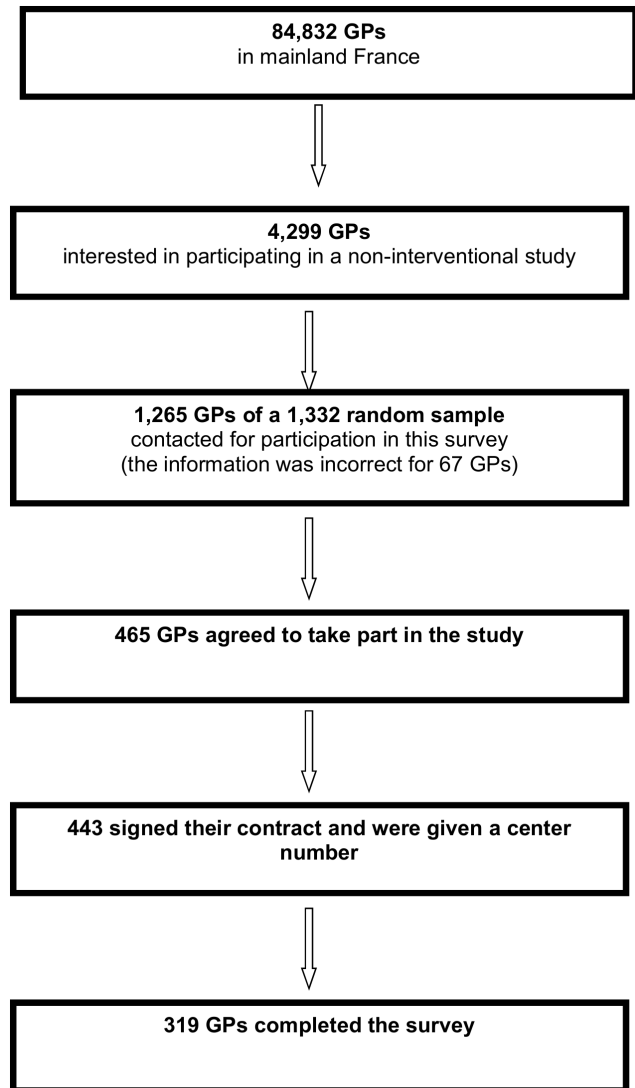 84,832 GPs
in mainland France
4,299 GPs
interested in participating in a non-interventional study
1,265 GPs of a 1,332 random sample
contacted for participation in this survey
(the information was incorrect for 67 GPs)
465 GPs agreed to take part in the study
443 signed their contract and were given a center
number
319 GPs completed the survey